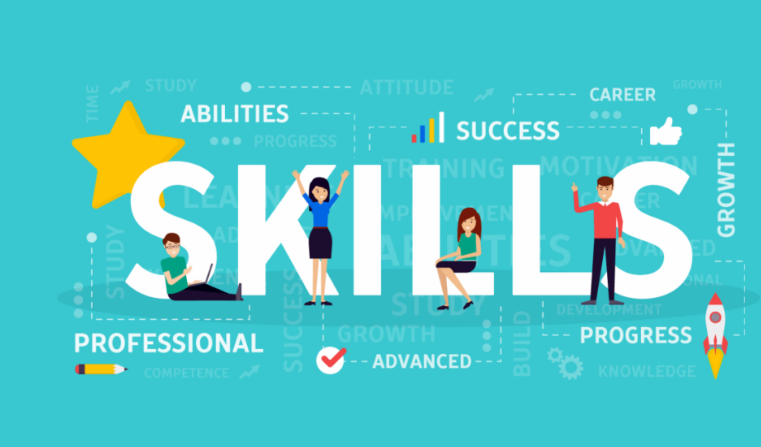 STUDY
ATTITUDE
GROWTH
TIME
ABILITIES
CAREER
PROGRESS
SUCCESS
TRAINING
MOTIVATION
GROWTH
SKILLS
STUDY
SUCCESS
STUDY
DEVELOPMENT
PROFESSIONAL
GROWTH
BUILD
PROGRESS
COMPETENCE
ADVANCED
KNOWLEDGE